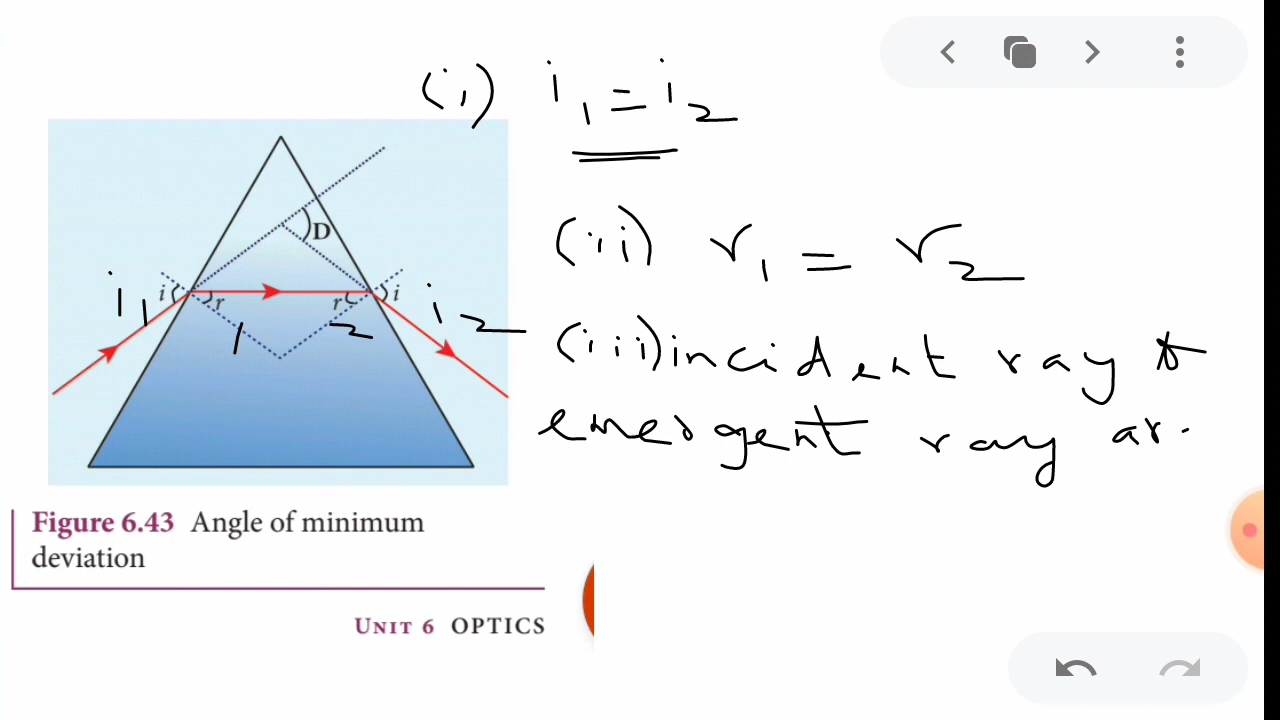 (i) i1 = i2
(ii) r1 = r2
(iii) incident ray &
emergent ray ar
D
i1 i r r i i2
1 2
Figure 6.43 Angle of minimum
deviation
UNIT 6 OPTICS